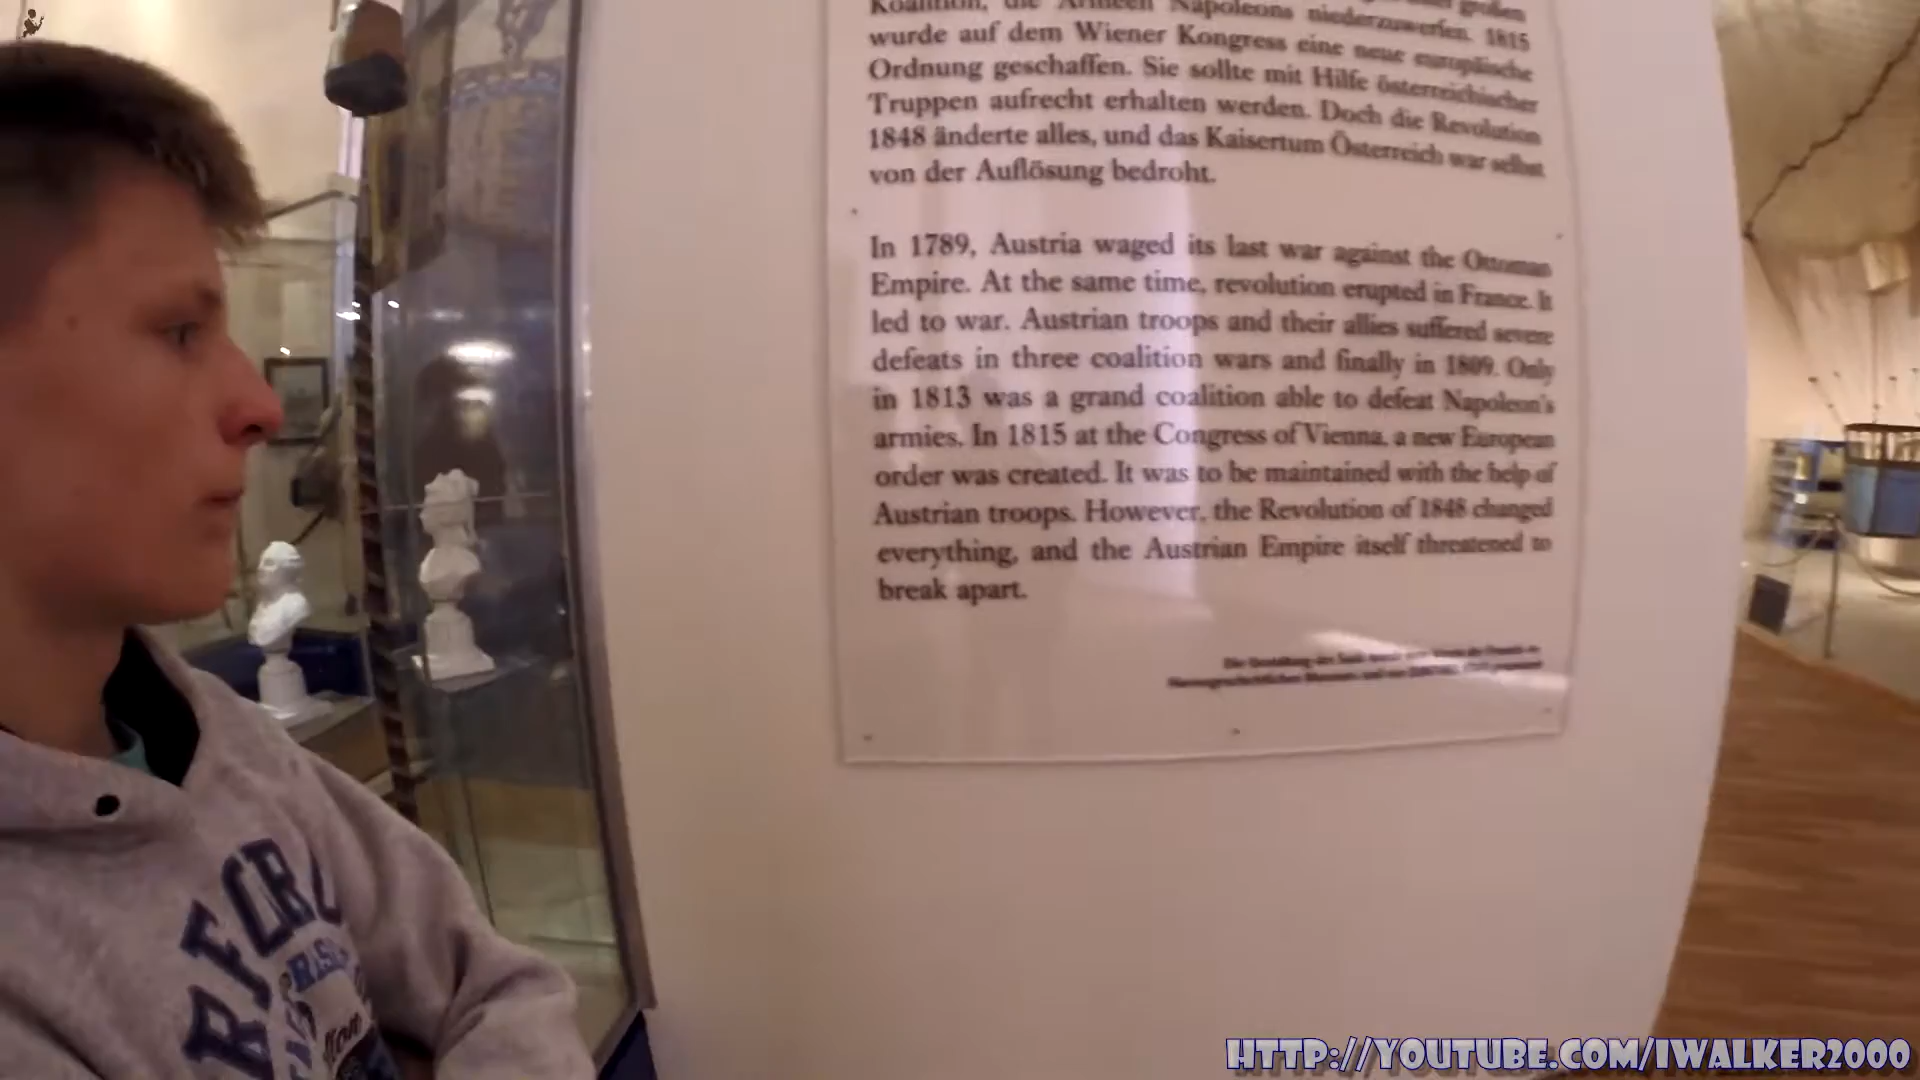 Koalition, die Armeen Napoleons niederzuwerfen. 1815
wurde auf dem Wiener Kongress eine neue europäische
Ordnung geschaffen. Sie sollte mit Hilfe österreichischer
Truppen aufrecht erhalten werden. Doch die Revolution
1848 änderte alles, und das Kaisertum Österreich war selbst
von der Auflösung bedroht.
In 1789, Austria waged its last war against the Ottoman
Empire. At the same time, revolution erupted in France. It
led to war. Austrian troops and their allies suffered severe
defeats in three coalition wars and finally in 1809. Only
in 1813 was a grand coalition able to defeat Napoleon's
armies. In 1815 at the Congress of Vienna, a new European
order was created. It was to be maintained with the help of
Austrian troops. However, the Revolution of 1848 changed
everything, and the Austrian Empire itself threatened to
break apart.
HTTP://YOUTUBE.COM/IWALKER2000